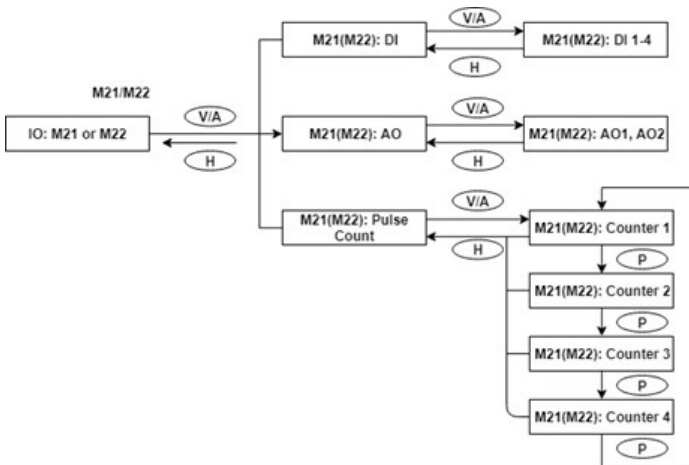 V/A
M21(M22): DI
M21(M22): DI 1-4
H
M21/M22
V/A
V/A
IO: M21 or M22
M21(M22): AO
M21(M22): AO1, AO2
H
H
V/A
M21(M22): Pulse
Count
M21(M22): Counter 1
H
P
M21(M22): Counter 2
P
M21(M22): Counter 3
P
M21(M22): Counter 4
P